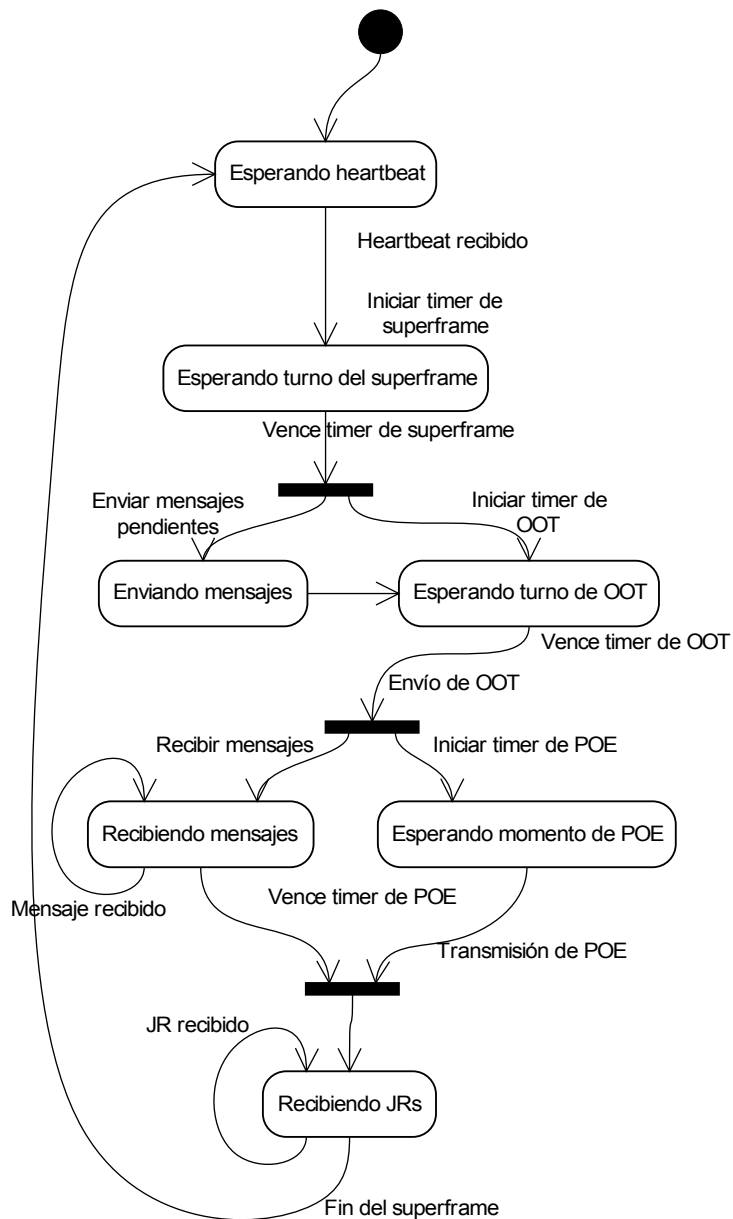 Esperando heartbeat
Heartbeat recibido
Iniciar timer de
superframe
Esperando turno del superframe
Vence timer de superframe
Enviar mensajes
pendientes
Iniciar timer de
OOT
Enviando mensajes
Esperando turno de OOT
Vence timer de OOT
Envío de OOT
Recibir mensajes
Iniciar timer de POE
Recibiendo mensajes
Esperando momento de POE
Mensaje recibido
Vence timer de POE
Transmisión de POE
JR recibido
Recibiendo JRs
Fin del superframe